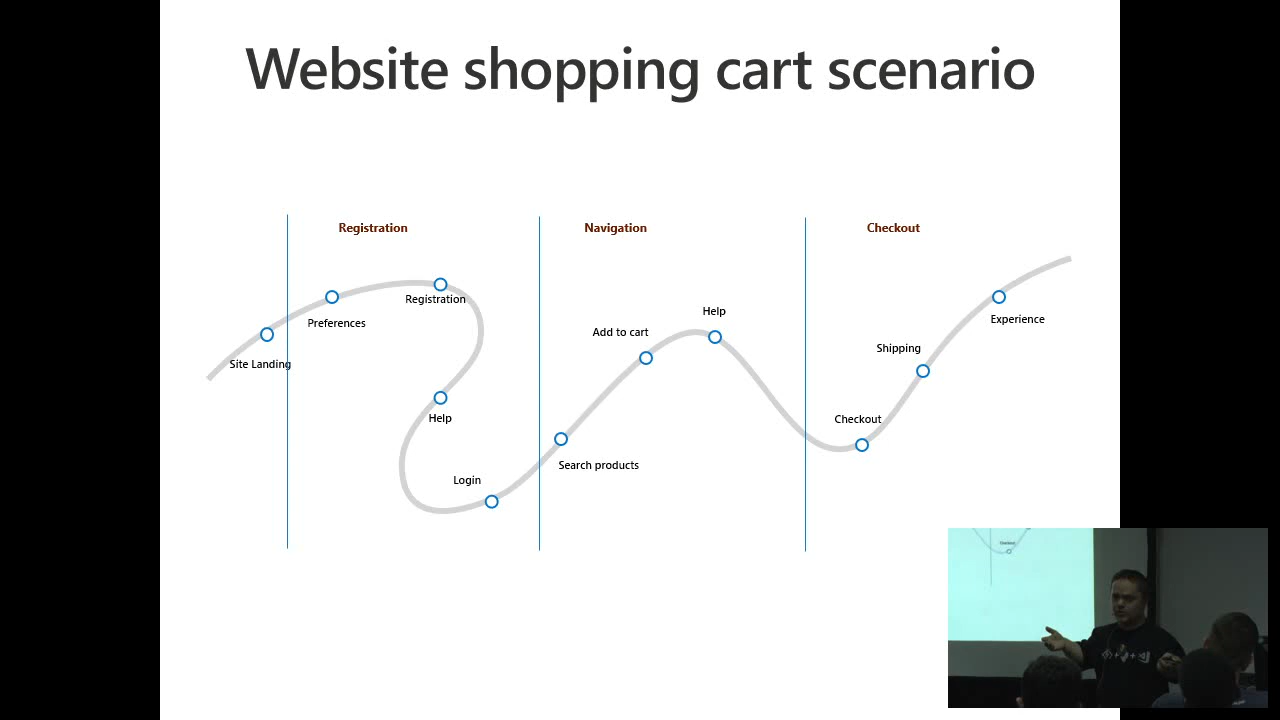 Website shopping cart scenario
Registration
Navigation
Checkout
Site Landing
Preferences
Registration
Help
Login
Search products
Add to cart
Help
Checkout
Shipping
Experience
Checkout